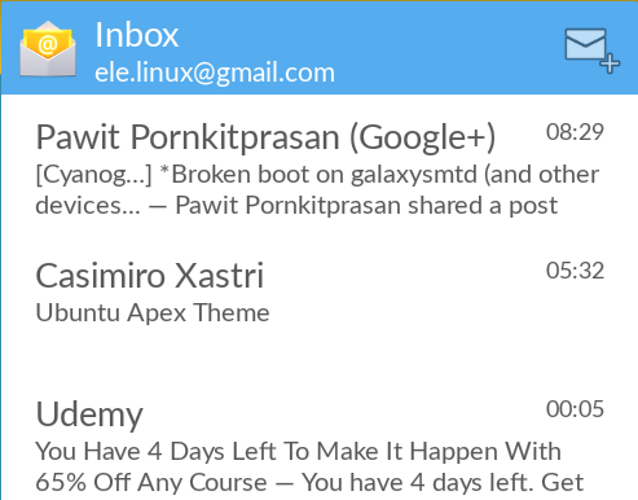 Inbox
ele.linux@gmail.com
Pawit Pornkitprasan (Google+) 08:29
[Cyanog...] *Broken boot on galaxysmtd (and other
devices... — Pawit Pornkitprasan shared a post
Casimiro Xastri 05:32
Ubuntu Apex Theme
Udemy 00:05
You Have 4 Days Left To Make It Happen With
65% Off Any Course — You have 4 days left. Get